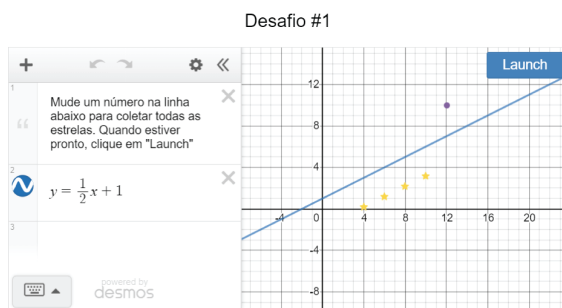 Desafio #1
Launch
1
Mude um número na linha
abaixo para coletar todas as
estrelas. Quando estiver
pronto, clique em "Launch"
2
y = 1/2 x + 1
3
powered by
desmos
12
8
4
-4 0 4 8 12 16 20
-4
-8